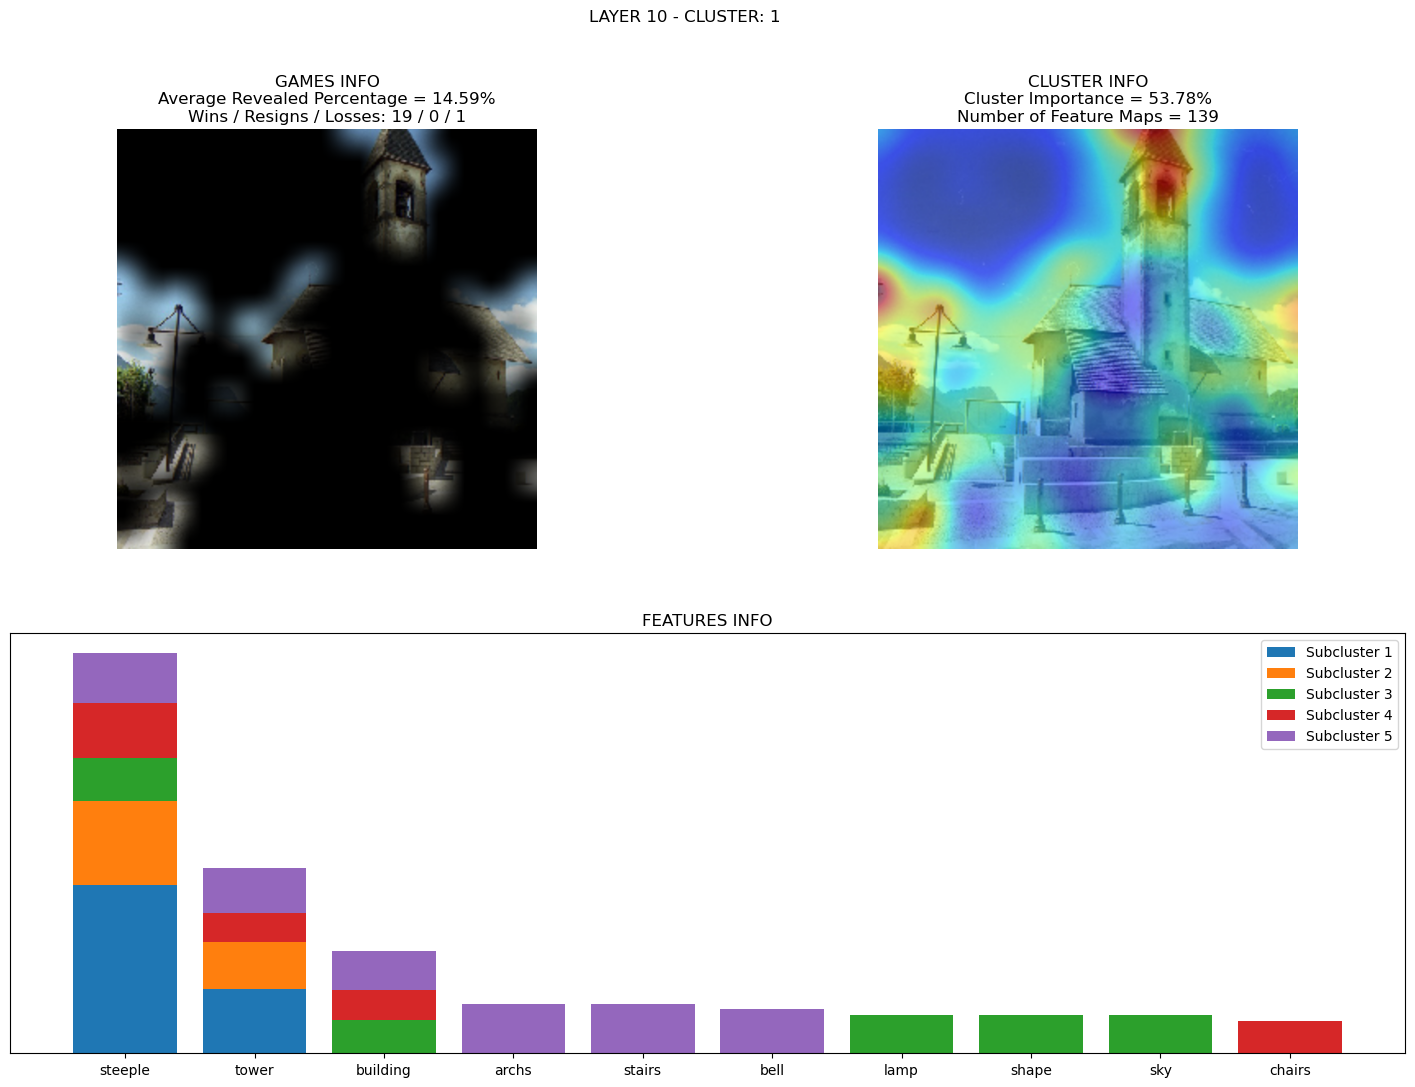 LAYER 10 - CLUSTER: 1
GAMES INFO
Average Revealed Percentage = 14.59%
Wins / Resigns / Losses: 19 / 0 / 1
CLUSTER INFO
Cluster Importance = 53.78%
Number of Feature Maps = 139
FEATURES INFO
Subcluster 1
Subcluster 2
Subcluster 3
Subcluster 4
Subcluster 5
steeple tower building archs stairs bell lamp shape sky chairs